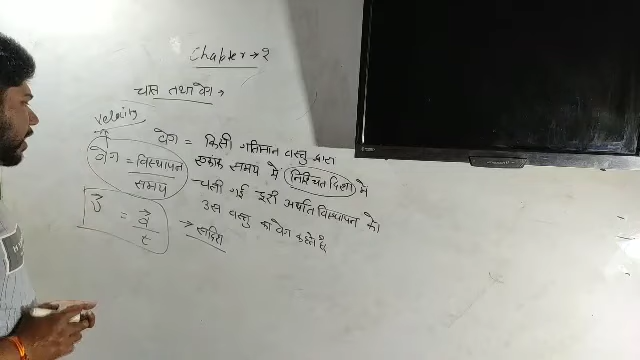 Chapter → 2
चाल तथा वेग →
velocity
वेग = किसी गतिमान वस्तु द्वारा
एकांक समय में निश्चित दिशा में
चली गई दूरी अर्थात विस्थापन को
उस वस्तु का वेग कहते हैं
→ सदिश
वेग = विस्थापन
समय
v⃗ = d⃗
t